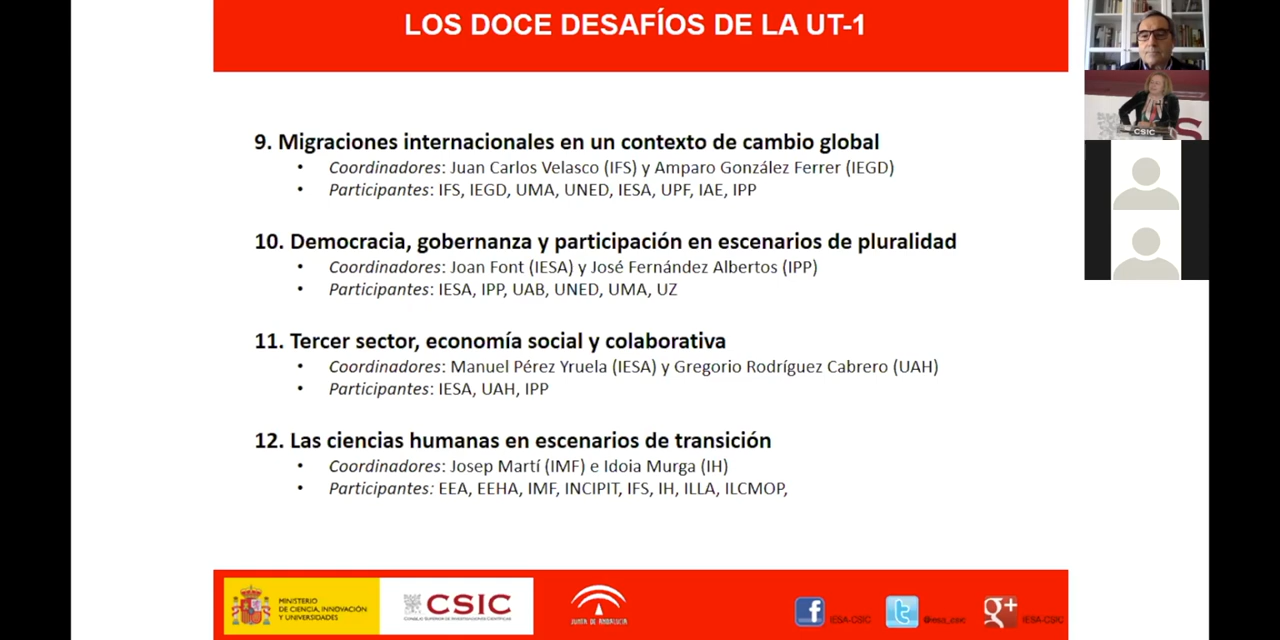 LOS DOCE DESAFÍOS DE LA UT-1
9. Migraciones internacionales en un contexto de cambio global
• Coordinadores: Juan Carlos Velasco (IFS) y Amparo González Ferrer (IEGD)
• Participantes: IFS, IEGD, UMA, UNED, IESA, UPF, IAE, IPP
10. Democracia, gobernanza y participación en escenarios de pluralidad
• Coordinadores: Joan Font (IESA) y José Fernández Albertos (IPP)
• Participantes: IESA, IPP, UAB, UNED, UMA, UZ
11. Tercer sector, economía social y colaborativa
• Coordinadores: Manuel Pérez Yruela (IESA) y Gregorio Rodríguez Cabrero (UAH)
• Participantes: IESA, UAH, IPP
12. Las ciencias humanas en escenarios de transición
• Coordinadores: Josep Martí (IMF) e Idoia Murga (IH)
• Participantes: EEA, EEHA, IMF, INCIPIT, IFS, IH, ILLA, ILCMOP,
CSIC
MINISTERIO
DE CIENCIA, INNOVACIÓN
Y UNIVERSIDADES
CSIC
CONSEJO SUPERIOR DE INVESTIGACIONES CIENTÍFICAS
JUNTA DE ANDALUCIA
IESA-CSIC
@iesa_csic
IESA-CSIC